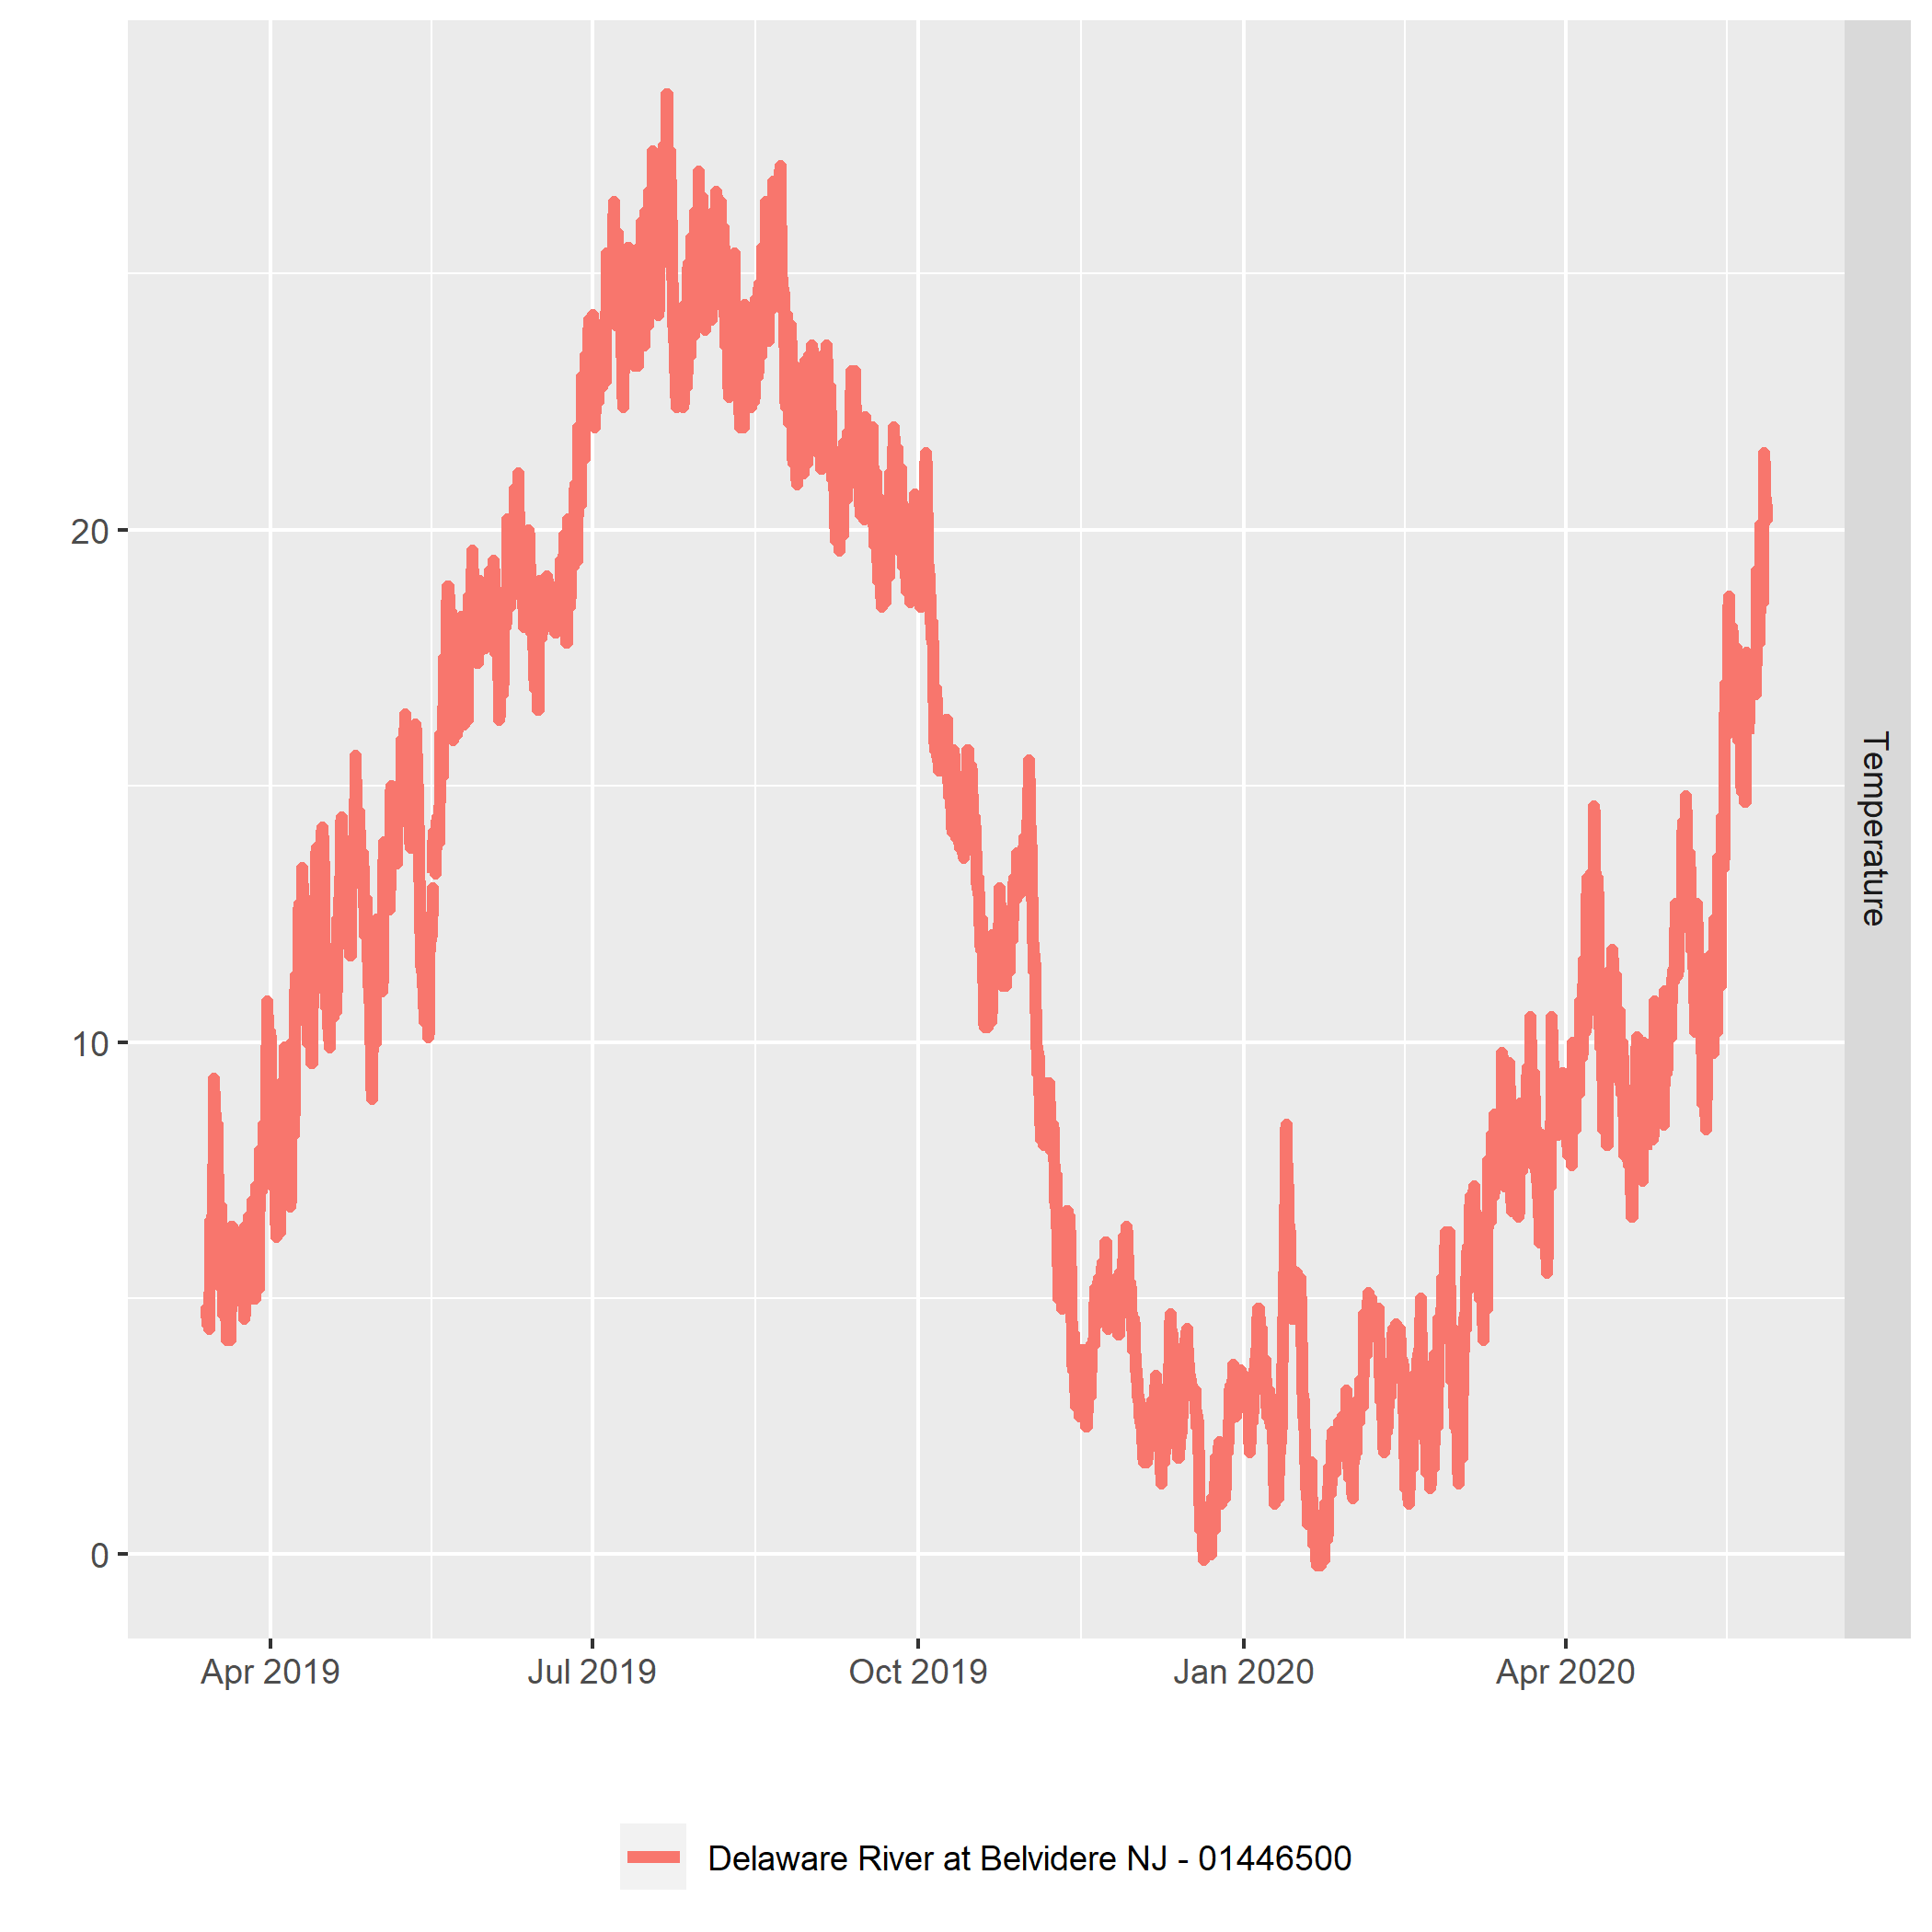 20
10
0
Temperature
Apr 2019
Jul 2019
Oct 2019
Jan 2020
Apr 2020
Delaware River at Belvidere NJ - 01446500